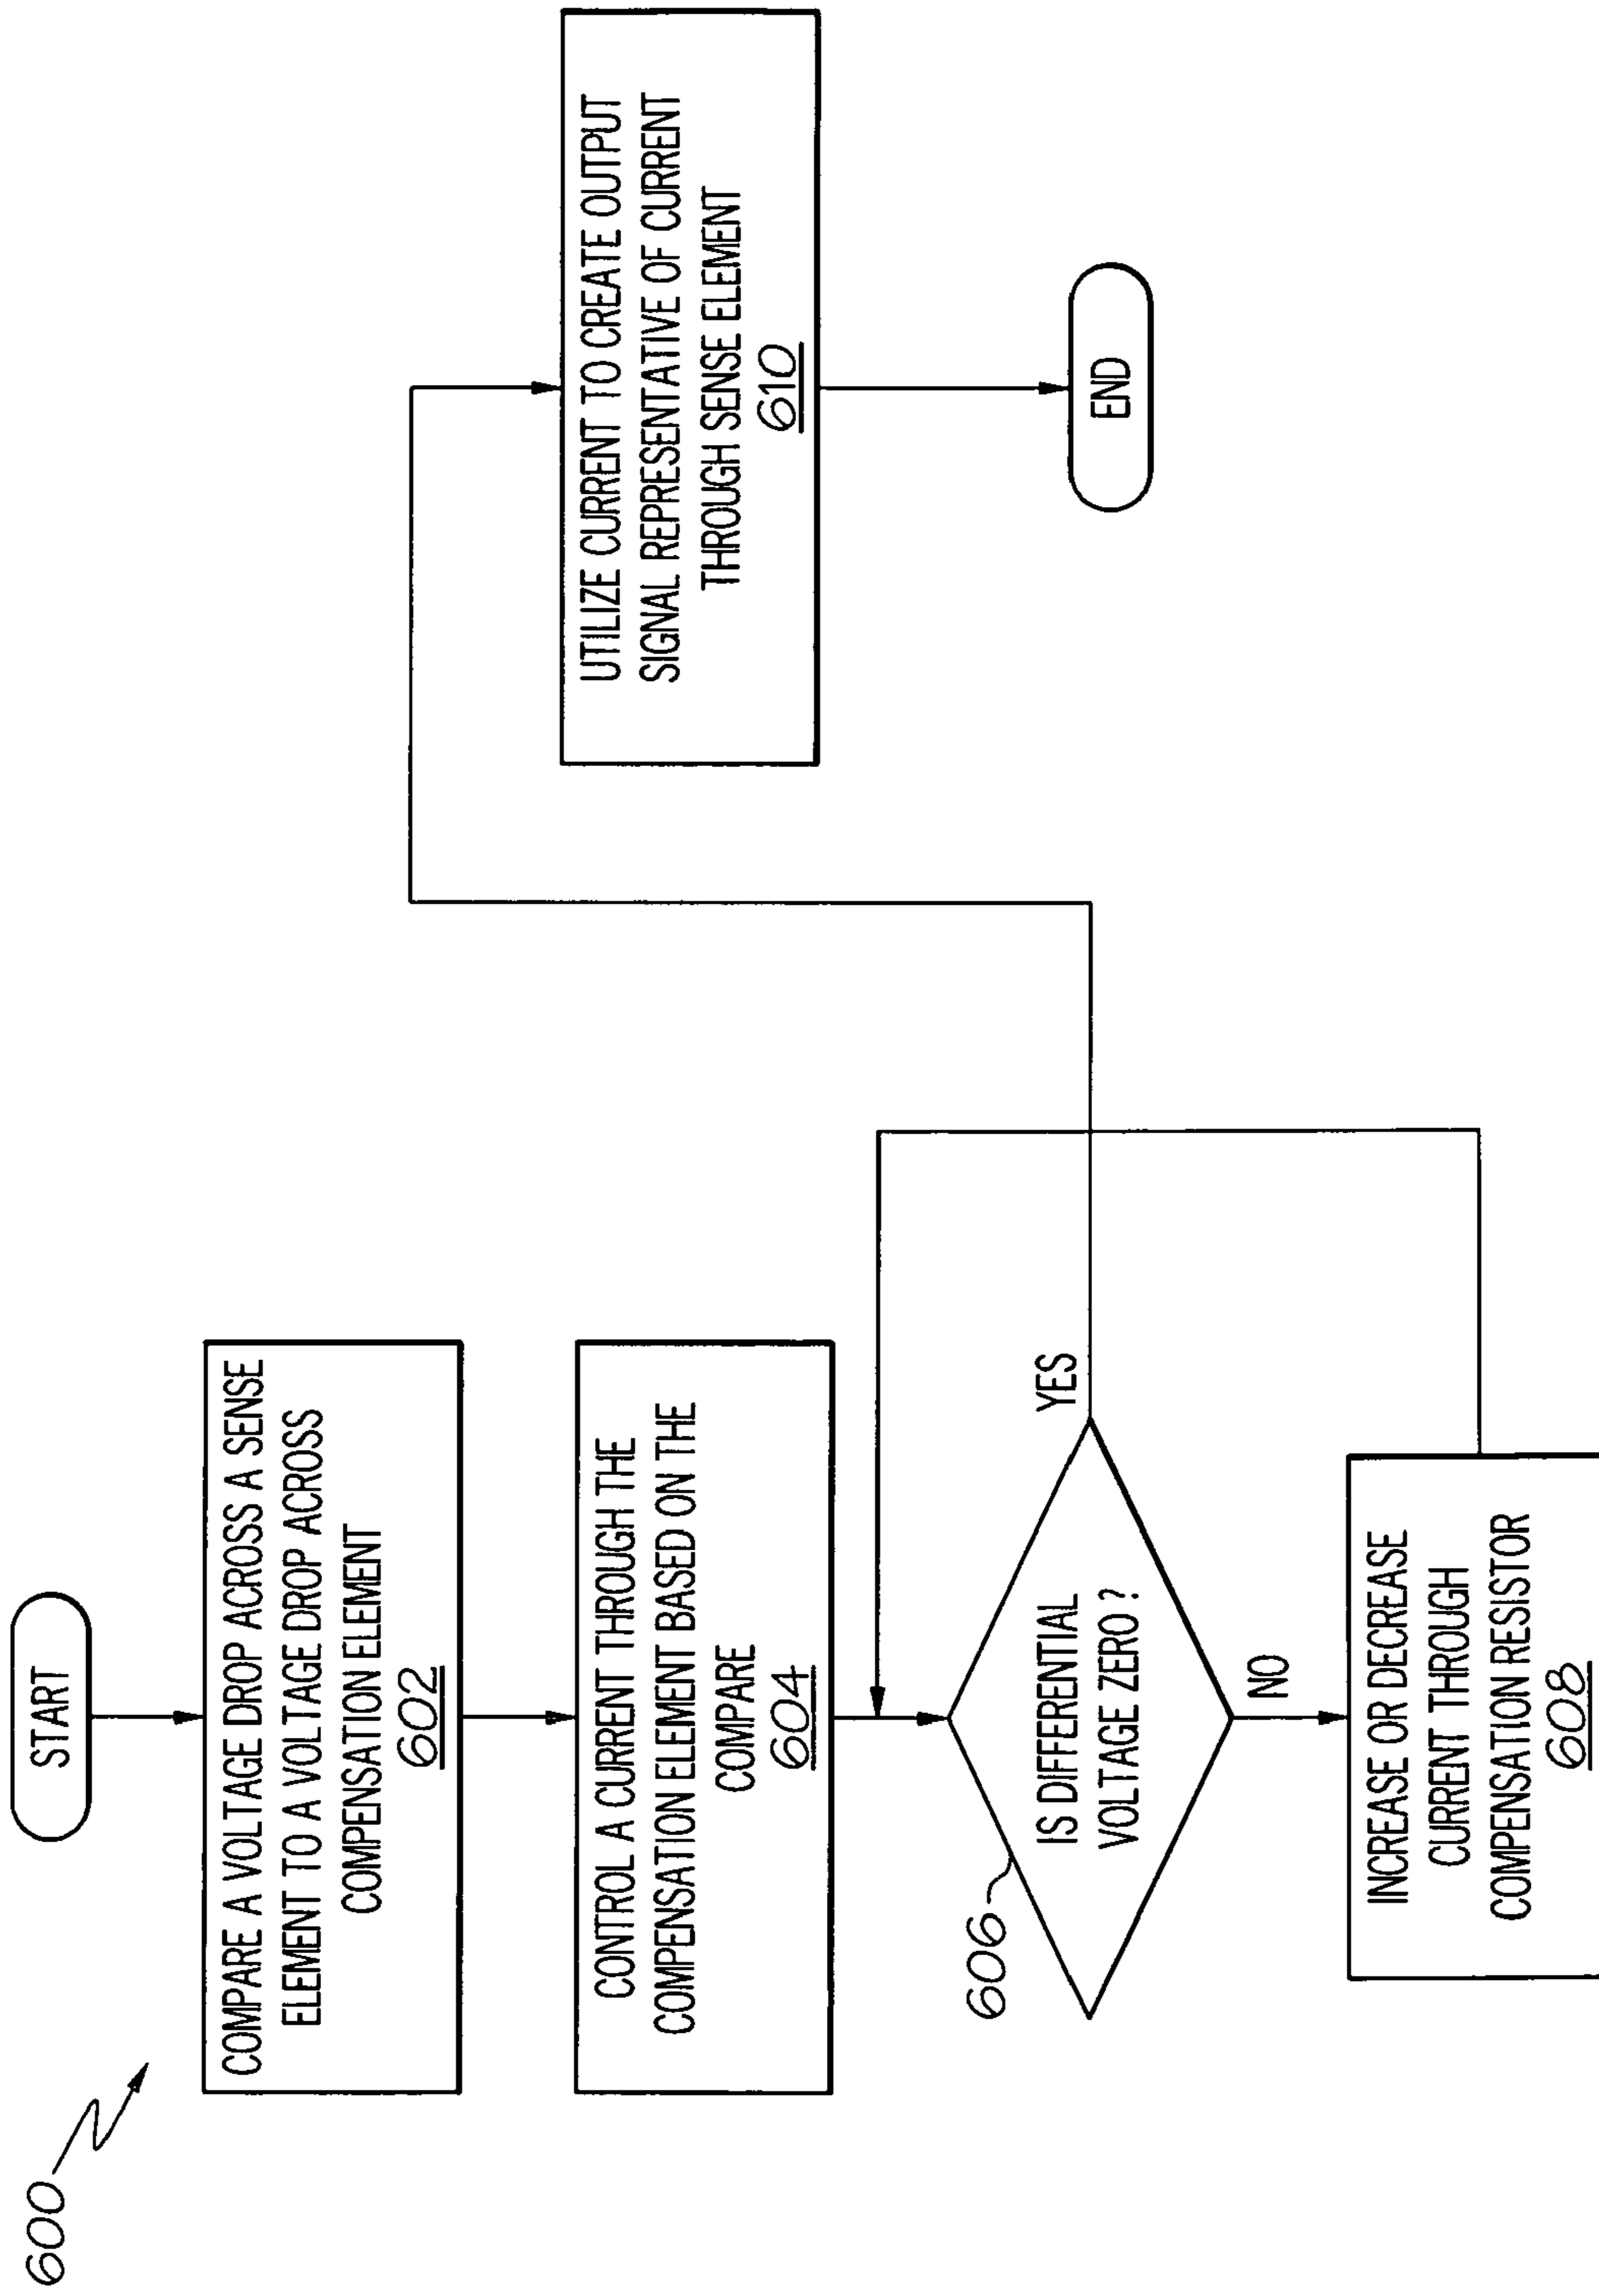 600
START
COMPARE A VOLTAGE DROP ACROSS A SENSE
ELEMENT TO A VOLTAGE DROP ACROSS
COMPENSATION ELEMENT
602
CONTROL A CURRENT THROUGH THE
COMPENSATION ELEMENT BASED ON THE
COMPARE
604
606
IS DIFFERENTIAL
VOLTAGE ZERO ?
YES
NO
INCREASE OR DECREASE
CURRENT THROUGH
COMPENSATION RESISTOR
608
UTILIZE CURRENT TO CREATE OUTPUT
SIGNAL REPRESENTATIVE OF CURRENT
THROUGH SENSE ELEMENT
610
END